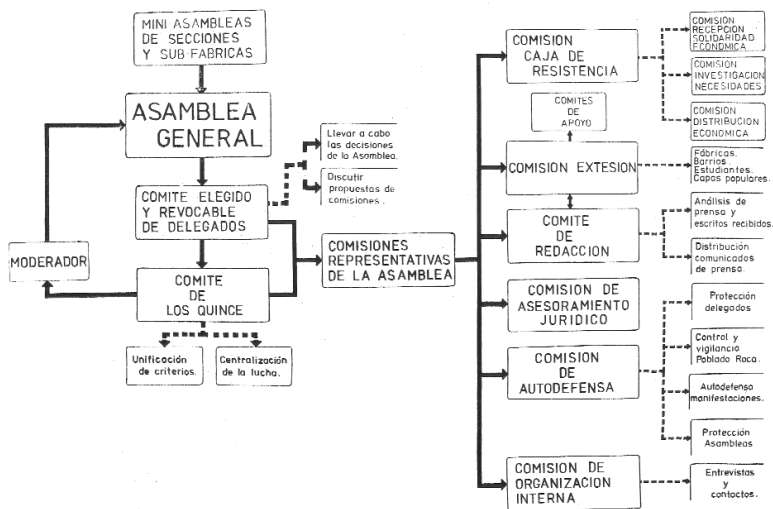 MINI ASAMBLEAS
DE SECCIONES
Y SUB-FABRICAS
ASAMBLEA
GENERAL
Llevar a cabo
las decisiones
de la Asamblea.
Discutir
propuestas de
comisiones.
COMITE ELEGIDO
Y REVOCABLE
DE DELEGADOS
MODERADOR
COMITE
DE
LOS QUINCE
Unificación
de criterios.
Centralización
de la lucha.
COMISIONES
REPRESENTATIVAS
DE LA ASAMBLEA
COMISION
CAJA DE
RESISTENCIA
COMISIÓN
RECEPCION
SOLIDARIDAD
ECONOMICA
COMISIÓN
INVESTIGACION
NECESIDADES
COMISIÓN
DISTRIBUCION
ECONOMICA
COMITES
DE
APOYO
COMISION EXTESION
Fábricas.
Barrios.
Estudiantes.
Capas populares.
COMITE
DE
REDACCION
Análisis de
prensa y
escritos recibidos.
Distribución
comunicados
de prensa.
COMISION DE
ASESORAMIENTO
JURIDICO
COMISION
DE
AUTODEFENSA
Protección
delegados
Control y
vigilancia
Poblado Roca.
Autodefensa
manifestaciones.
Protección
Asambleas
COMISION DE
ORGANIZACION
INTERNA
Entrevistas
y
contactos.